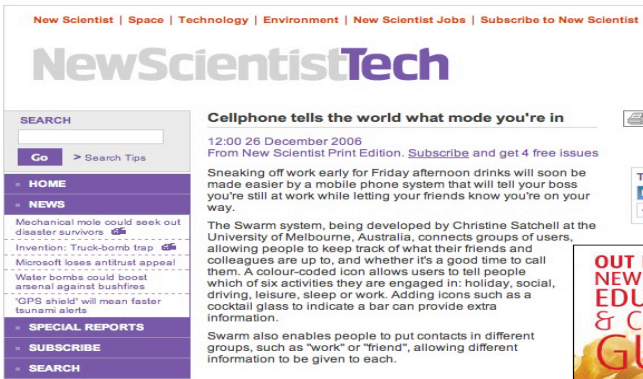 New Scientist | Space | Technology | Environment | New Scientist Jobs | Subscribe to New Scientist
NewScientistTech
SEARCH
Go > Search Tips
HOME
NEWS
Mechanical mole could seek out
disaster survivors
Invention: Truck-bomb trap
Microsoft loses antitrust appeal
Water bombs could boost
arsenal against bushfires
'GPS shield' will mean faster
tsunami alerts
SPECIAL REPORTS
SUBSCRIBE
SEARCH
Cellphone tells the world what mode you're in
12:00 26 December 2006
From New Scientist Print Edition. Subscribe and get 4 free issues
Sneaking off work early for Friday afternoon drinks will soon be
made easier by a mobile phone system that will tell your boss
you're still at work while letting your friends know you're on your
way.
The Swarm system, being developed by Christine Satchell at the
University of Melbourne, Australia, connects groups of users,
allowing people to keep track of what their friends and
colleagues are up to, and whether it's a good time to call
them. A colour-coded icon allows users to tell people
which of six activities they are engaged in: holiday, social,
driving, leisure, sleep or work. Adding icons such as a
cocktail glass to indicate a bar can provide extra
information.
Swarm also enables people to put contacts in different
groups, such as "work" or "friend", allowing different
information to be given to each.
OUT
NEW
EDU
& C
GU